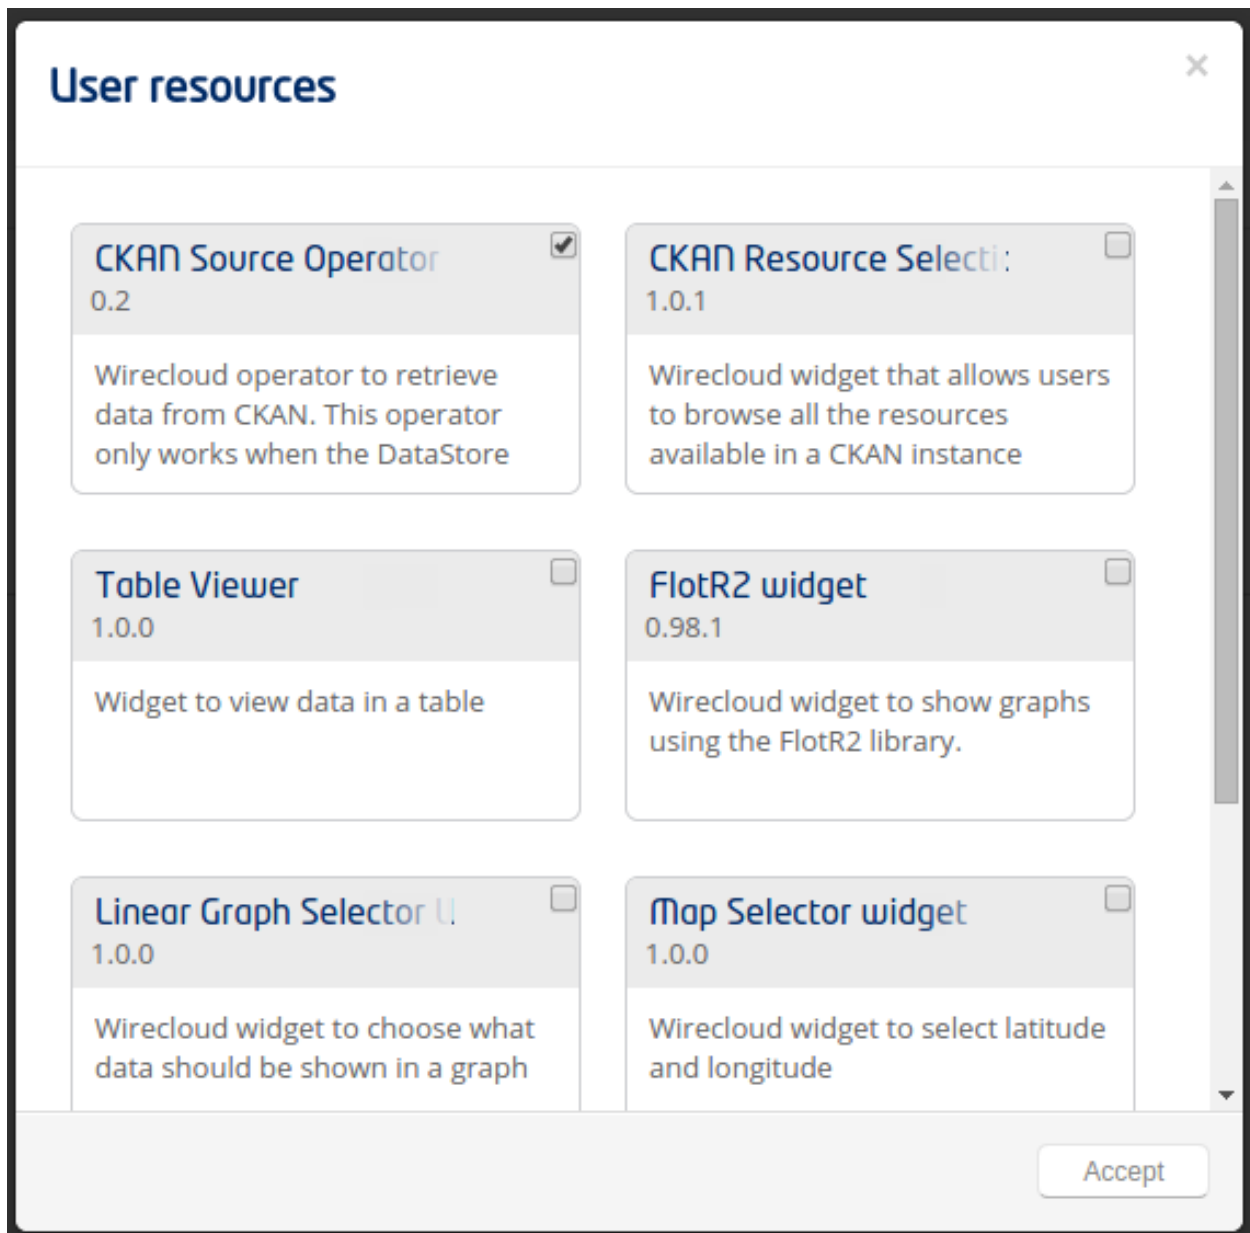 User resources
×
CKAN Source Operator
0.2
Wirecloud operator to retrieve
data from CKAN. This operator
only works when the DataStore
CKAN Resource Selecti
1.0.1
Wirecloud widget that allows users
to browse all the resources
available in a CKAN instance
Table Viewer
1.0.0
Widget to view data in a table
FlotR2 widget
0.98.1
Wirecloud widget to show graphs
using the FlotR2 library.
Linear Graph Selector
1.0.0
Wirecloud widget to choose what
data should be shown in a graph
Map Selector widget
1.0.0
Wirecloud widget to select latitude
and longitude
Accept